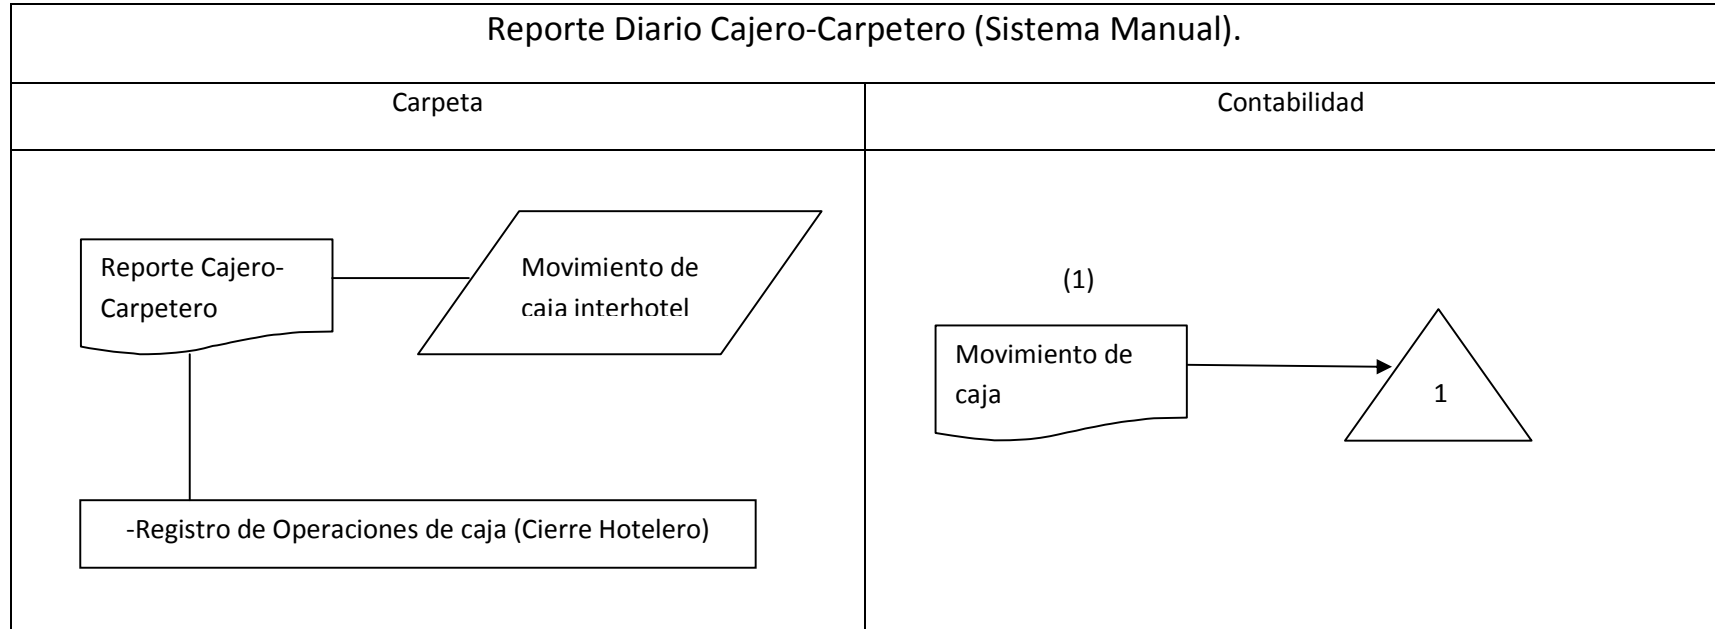 Reporte Diario Cajero-Carpetero (Sistema Manual).
Carpeta
Contabilidad
Reporte Cajero-
Carpetero
Movimiento de
caja interhotel
-Registro de Operaciones de caja (Cierre Hotelero)
(1)
Movimiento de
caja
1